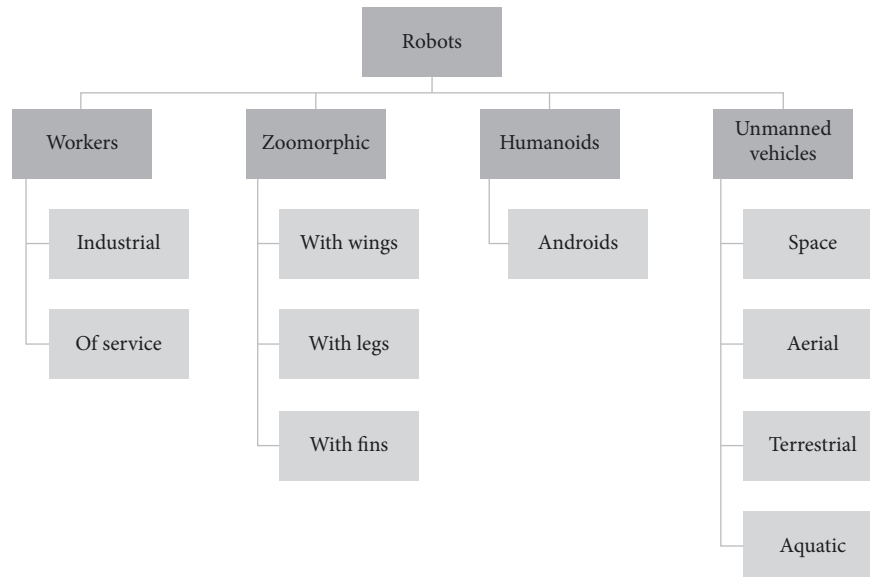 Robots
Workers
Industrial
Of service
Zoomorphic
With wings
With legs
With fins
Humanoids
Androids
Unmanned
vehicles
Space
Aerial
Terrestrial
Aquatic